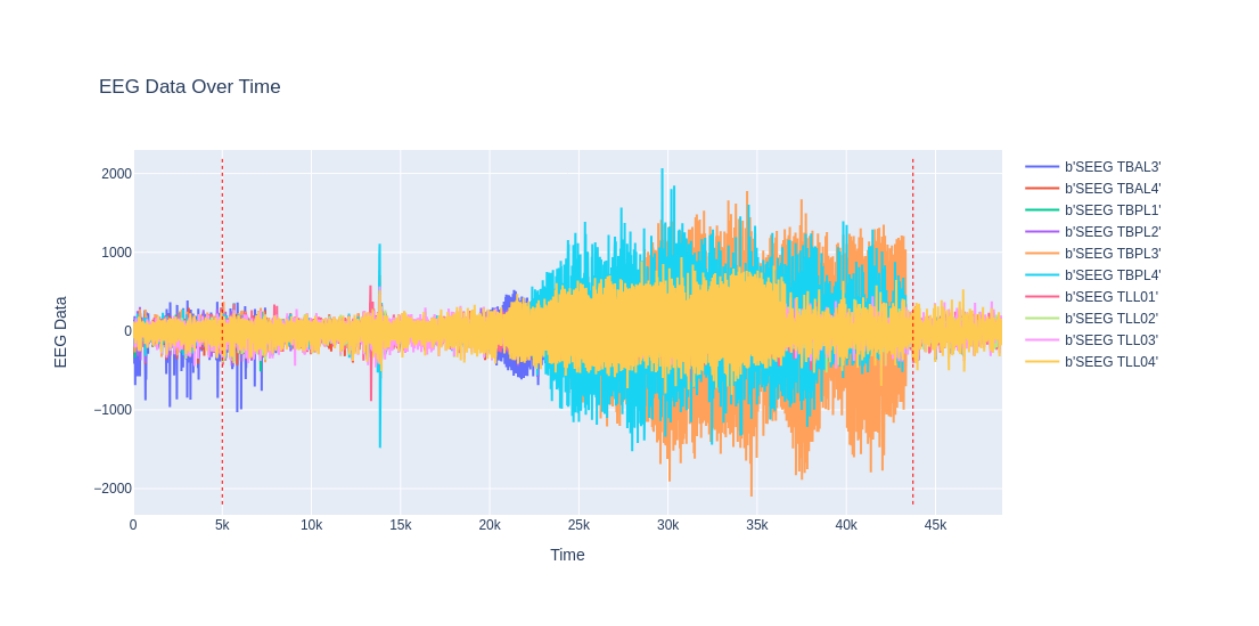 EEG Data Over Time
EEG Data
2000
1000
0
−1000
−2000
0 5k 10k 15k 20k 25k 30k 35k 40k 45k
Time
b'SEEG TBAL3'
b'SEEG TBAL4'
b'SEEG TBPL1'
b'SEEG TBPL2'
b'SEEG TBPL3'
b'SEEG TBPL4'
b'SEEG TLL01'
b'SEEG TLL02'
b'SEEG TLL03'
b'SEEG TLL04'